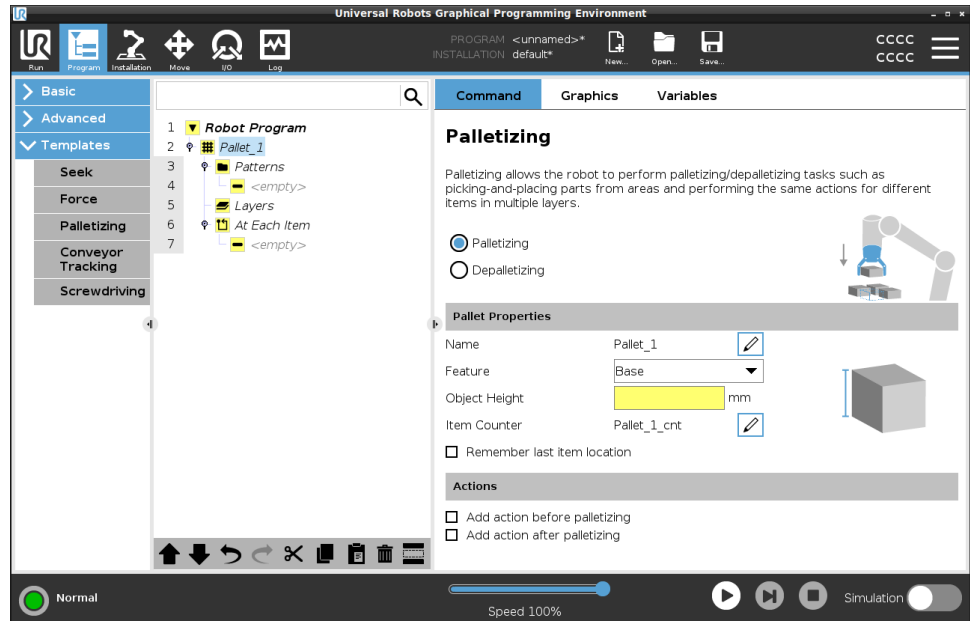 UR
Universal Robots Graphical Programming Environment
UR
Run
Program
Installation
Move
I/O
Log
PROGRAM <unnamed>*
INSTALLATION default*
New...
Open...
Save...
CCCC
CCCC
Basic
Advanced
Templates
Seek
Force
Palletizing
Conveyor
Tracking
Screwdriving
1 Robot Program
2 Pallet_1
3 Patterns
4 <empty>
5 Layers
6 At Each Item
7 <empty>
Command Graphics Variables
Palletizing
Palletizing allows the robot to perform palletizing/depalletizing tasks such as
picking-and-placing parts from areas and performing the same actions for different
items in multiple layers.
Palletizing
Depalletizing
Pallet Properties
Name Pallet_1
Feature Base
Object Height mm
Item Counter Pallet_1_cnt
Remember last item location
Actions
Add action before palletizing
Add action after palletizing
Normal
Speed 100%
Simulation